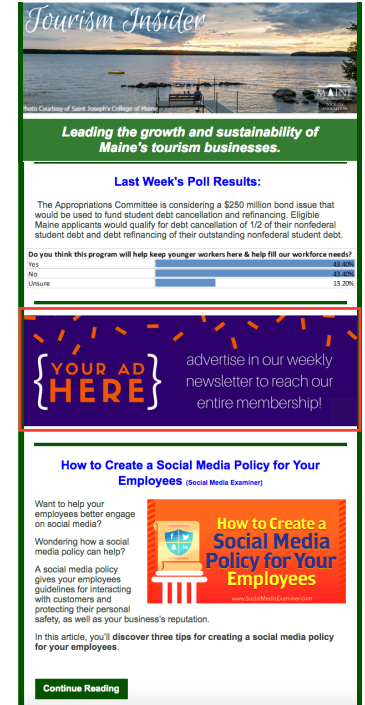 Tourism Insider
MAINE
Photo Courtesy of Saint Joseph's College of Maine
Leading the growth and sustainability of
Maine's tourism businesses.
Last Week's Poll Results:
The Appropriations Committee is considering a $250 million bond issue that
would be used to fund student debt cancellation and refinancing. Eligible
Maine applicants would qualify for debt cancellation of 1/2 of their nonfederal
student debt and debt refinancing of their outstanding nonfederal student debt.
Do you think this program will help keep younger workers here & help fill our workforce needs?
Yes 43.40%
No 43.40%
Unsure 13.20%
{YOUR AD
HERE}
advertise in our weekly
newsletter to reach our
entire membership!
How to Create a Social Media Policy for Your
Employees (Social Media Examiner)
Want to help your
employees better engage
on social media?
Wondering how a social
media policy can help?
A social media policy
gives your employees
guidelines for interacting
with customers and
protecting their personal
safety, as well as your business's reputation.
How to Create a
Social Media
Policy for Your
Employees
www.SocialMediaExaminer.com
In this article, you'll discover three tips for creating a social media policy
for your employees.
Continue Reading